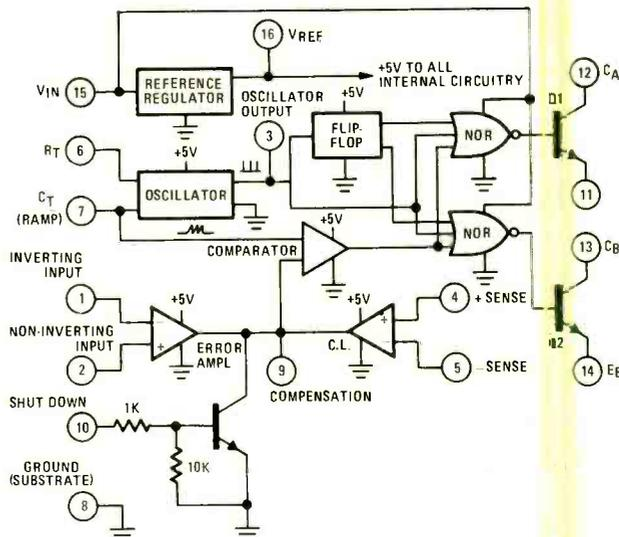 16 VREF
VIN 15
REFERENCE
REGULATOR
+5V TO ALL
INTERNAL CIRCUITRY
12 CA
OSCILLATOR
OUTPUT
+5V
Q1
3
FLIP-
FLOP
NOR
RT 6
+5V
CT
(RAMP) 7
OSCILLATOR
11
+5V
COMPARATOR
NOR
13 CB
INVERTING
INPUT
1
+5V
-
+
NON-INVERTING
INPUT
2
ERROR
AMPL
+5V
C.L.
+
-
4 +SENSE
5 -SENSE
9
COMPENSATION
14
SHUT DOWN
10
1K
10K
GROUND
(SUBSTRATE)
8